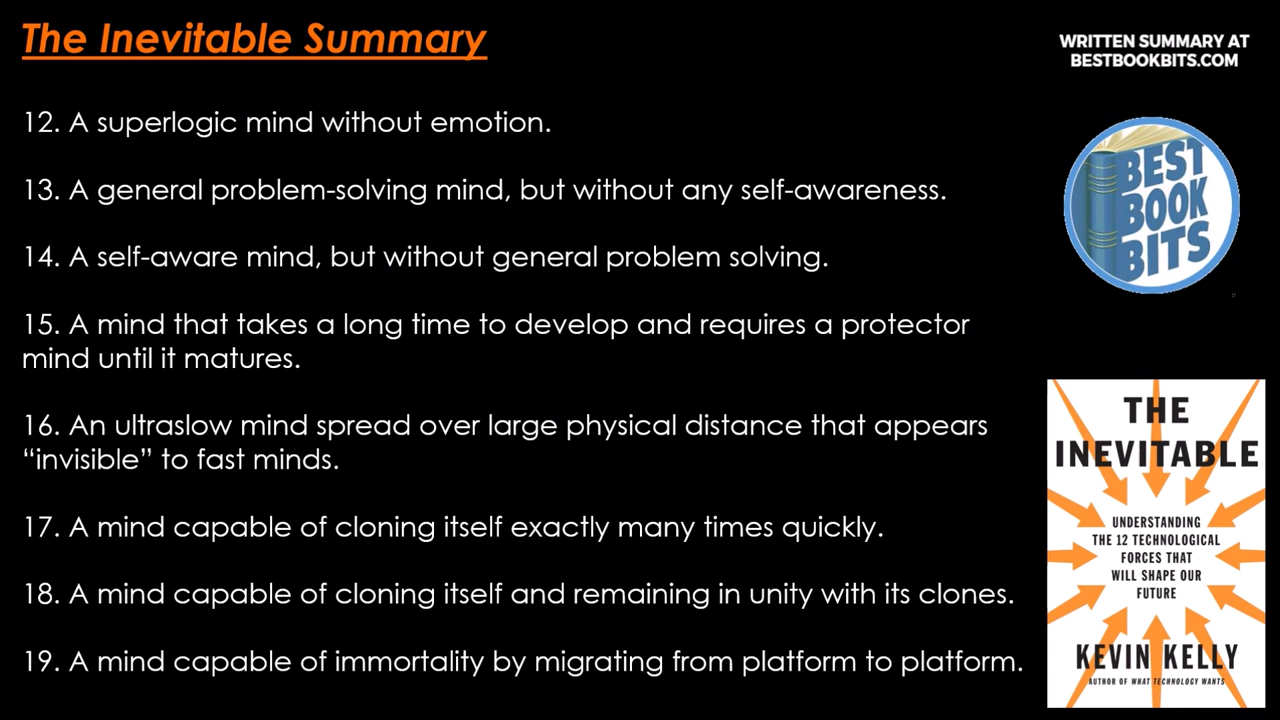 The Inevitable Summary
WRITTEN SUMMARY AT
BESTBOOKBITS.COM
12. A superlogic mind without emotion.
13. A general problem-solving mind, but without any self-awareness.
14. A self-aware mind, but without general problem solving.
15. A mind that takes a long time to develop and requires a protector
mind until it matures.
16. An ultraslow mind spread over large physical distance that appears
“invisible” to fast minds.
17. A mind capable of cloning itself exactly many times quickly.
18. A mind capable of cloning itself and remaining in unity with its clones.
19. A mind capable of immortality by migrating from platform to platform.
BEST
BOOK
BITS
THE
INEVITABLE
UNDERSTANDING
THE 12 TECHNOLOGICAL
FORCES THAT
WILL SHAPE OUR
FUTURE
KEVIN KELLY
AUTHOR OF WHAT TECHNOLOGY WANTS